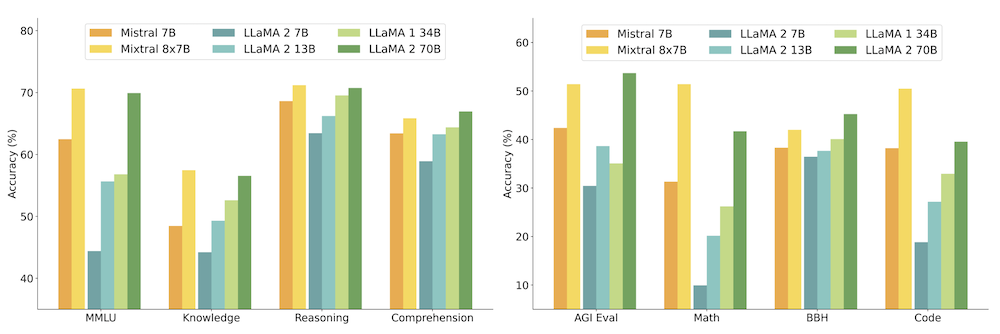 80
70
60
50
40
Accuracy (%)
Mistral 7B LLaMA 2 7B LLaMA 1 34B
Mixtral 8x7B LLaMA 2 13B LLaMA 2 70B
MMLU Knowledge Reasoning Comprehension
60
50
40
30
20
10
Accuracy (%)
Mistral 7B LLaMA 2 7B LLaMA 1 34B
Mixtral 8x7B LLaMA 2 13B LLaMA 2 70B
AGI Eval Math BBH Code